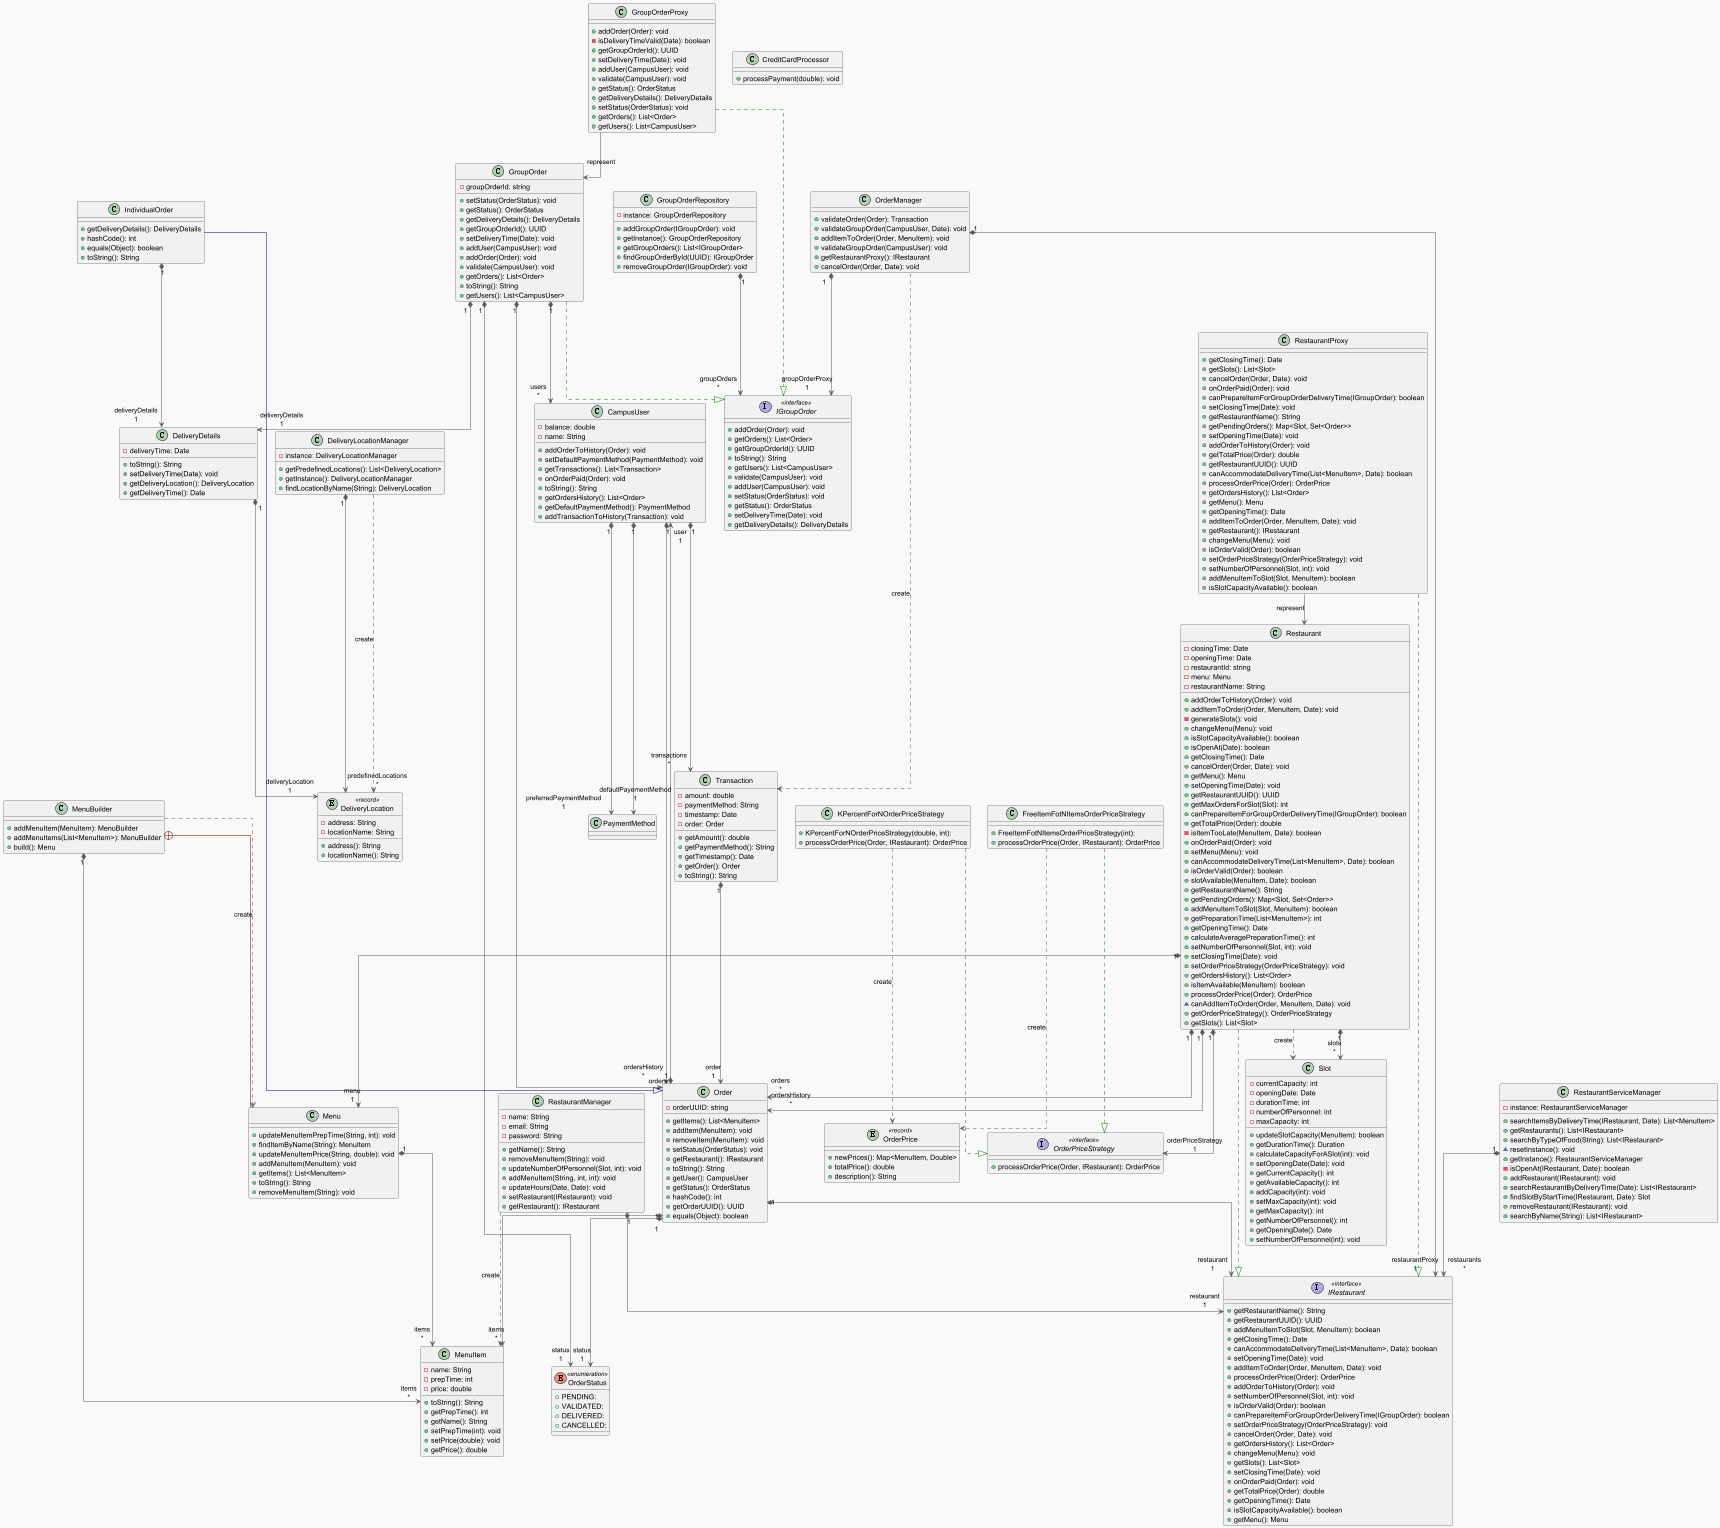 GroupOrderProxy
addOrder(Order): void
isDeliveryTimeValid(Date): boolean
getGroupOrderId(): UUID
setDeliveryTime(Date): void
addUser(CampusUser): void
validate(CampusUser): void
getStatus(): OrderStatus
getDeliveryDetails(): DeliveryDetails
setStatus(OrderStatus): void
getOrders(): List<Order>
getUsers(): List<CampusUser>
CreditCardProcessor
processPayment(double): void
represent
GroupOrder
groupOrderId: string
setStatus(OrderStatus): void
getStatus(): OrderStatus
getDeliveryDetails(): DeliveryDetails
getGroupOrderId(): UUID
setDeliveryTime(Date): void
addUser(CampusUser): void
addOrder(Order): void
validate(CampusUser): void
getOrders(): List<Order>
toString(): String
getUsers(): List<CampusUser>
IndividualOrder
getDeliveryDetails(): DeliveryDetails
hashCode(): int
equals(Object): boolean
toString(): String
GroupOrderRepository
instance: GroupOrderRepository
addGroupOrder(IGroupOrder): void
getInstance(): GroupOrderRepository
getGroupOrders(): List<IGroupOrder>
findGroupOrderById(UUID): IGroupOrder
removeGroupOrder(IGroupOrder): void
OrderManager
validateOrder(Order): Transaction
validateGroupOrder(CampusUser, Date): void
addItemToOrder(Order, MenuItem): void
validateGroupOrder(CampusUser): void
getRestaurantProxy(): IRestaurant
cancelOrder(Order, Date): void
1
1
1
1
1
1
1
1
RestaurantProxy
getClosingTime(): Date
getSlots(): List<Slot>
cancelOrder(Order, Date): void
onOrderPaid(Order): void
canPrepareItemForGroupOrderDeliveryTime(IGroupOrder): boolean
setClosingTime(Date): void
getRestaurantName(): String
getPendingOrders(): Map<Slot, Set<Order>>
setOpeningTime(Date): void
addOrderToHistory(Order): void
getTotalPrice(Order): double
getRestaurantUUID(): UUID
canAccommodateDeliveryTime(List<MenuItem>, Date): boolean
processOrderPrice(Order): OrderPrice
getOrdersHistory(): List<Order>
getMenu(): Menu
getOpeningTime(): Date
addItemToOrder(Order, MenuItem, Date): void
getRestaurant(): IRestaurant
changeMenu(Menu): void
isOrderValid(Order): boolean
setOrderPriceStrategy(OrderPriceStrategy): void
setNumberOfPersonnel(Slot, int): void
addMenuItemToSlot(Slot, MenuItem): boolean
isSlotCapacityAvailable(): boolean
deliveryDetails
1
deliveryDetails
1
users
*
groupOrders
*
groupOrderProxy
1
DeliveryDetails
deliveryTime: Date
toString(): String
setDeliveryTime(Date): void
getDeliveryLocation(): DeliveryLocation
getDeliveryTime(): Date
DeliveryLocationManager
instance: DeliveryLocationManager
getPredefinedLocations(): List<DeliveryLocation>
getInstance(): DeliveryLocationManager
findLocationByName(String): DeliveryLocation
CampusUser
balance: double
name: String
addOrderToHistory(Order): void
setDefaultPaymentMethod(PaymentMethod): void
getTransactions(): List<Transaction>
onOrderPaid(Order): void
toString(): String
getOrdersHistory(): List<Order>
getDefaultPaymentMethod(): PaymentMethod
addTransactionToHistory(Transaction): void
«interface»
IGroupOrder
addOrder(Order): void
getOrders(): List<Order>
getGroupOrderId(): UUID
toString(): String
getUsers(): List<CampusUser>
validate(CampusUser): void
addUser(CampusUser): void
setStatus(OrderStatus): void
getStatus(): OrderStatus
setDeliveryTime(Date): void
getDeliveryDetails(): DeliveryDetails
1
1
1
1
1
user
1
1
create
create
represent
Restaurant
closingTime: Date
openingTime: Date
restaurantId: string
menu: Menu
restaurantName: String
addOrderToHistory(Order): void
addItemToOrder(Order, MenuItem, Date): void
generateSlots(): void
changeMenu(Menu): void
isSlotCapacityAvailable(): boolean
isOpenAt(Date): boolean
getClosingTime(): Date
cancelOrder(Order, Date): void
getMenu(): Menu
setOpeningTime(Date): void
getRestaurantUUID(): UUID
getMaxOrdersForSlot(Slot): int
canPrepareItemForGroupOrderDeliveryTime(IGroupOrder): boolean
getTotalPrice(Order): double
isItemTooLate(MenuItem, Date): boolean
onOrderPaid(Order): void
setMenu(Menu): void
canAccommodateDeliveryTime(List<MenuItem>, Date): boolean
isOrderValid(Order): boolean
slotAvailable(MenuItem, Date): boolean
getRestaurantName(): String
getPendingOrders(): Map<Slot, Set<Order>>
addMenuItemToSlot(Slot, MenuItem): boolean
getPreparationTime(List<MenuItem>): int
getOpeningTime(): Date
calculateAveragePreparationTime(): int
setNumberOfPersonnel(Slot, int): void
setClosingTime(Date): void
setOrderPriceStrategy(OrderPriceStrategy): void
getOrdersHistory(): List<Order>
isItemAvailable(MenuItem): boolean
processOrderPrice(Order): OrderPrice
canAddItemToOrder(Order, MenuItem, Date): void
getOrderPriceStrategy(): OrderPriceStrategy
getSlots(): List<Slot>
deliveryLocation
1
predefinedLocations
*
preferredPaymentMethod
1
defaultPaymentMethod
1
transactions
*
MenuBuilder
addMenuItem(MenuItem): MenuBuilder
addMenuItems(List<MenuItem>): MenuBuilder
build(): Menu
«record»
DeliveryLocation
address: String
locationName: String
address(): String
locationName(): String
PaymentMethod
Transaction
amount: double
paymentMethod: String
timestamp: Date
order: Order
getAmount(): double
getPaymentMethod(): String
getTimestamp(): Date
getOrder(): Order
toString(): String
KPercentForNOrderPriceStrategy
KPercentForNOrderPriceStrategy(double, int):
processOrderPrice(Order, IRestaurant): OrderPrice
FreeItemFotNItemsOrderPriceStrategy
FreeItemFotNItemsOrderPriceStrategy(int):
processOrderPrice(Order, IRestaurant): OrderPrice
1
1
create
create
create
1
1
1
1
create
1
slots
*
menu
1
ordersHistory
*
orders
1
order
1
orders
*
ordersHistory
*
orderPriceStrategy
1
Menu
updateMenuItemPrepTime(String, int): void
findItemByName(String): MenuItem
updateMenuItemPrice(String, double): void
addMenuItem(MenuItem): void
getItems(): List<MenuItem>
toString(): String
removeMenuItem(String): void
1
RestaurantManager
name: String
email: String
password: String
getName(): String
removeMenuItem(String): void
updateNumberOfPersonnel(Slot, int): void
addMenuItem(String, int, int): void
updateHours(Date, Date): void
setRestaurant(IRestaurant): void
getRestaurant(): IRestaurant
Order
orderUUID: string
getItems(): List<MenuItem>
addItem(MenuItem): void
removeItem(MenuItem): void
setStatus(OrderStatus): void
getRestaurant(): IRestaurant
toString(): String
getUser(): CampusUser
getStatus(): OrderStatus
hashCode(): int
getOrderUUID(): UUID
equals(Object): boolean
«record»
OrderPrice
newPrices(): Map<MenuItem, Double>
totalPrice(): double
description(): String
«interface»
OrderPriceStrategy
processOrderPrice(Order, IRestaurant): OrderPrice
Slot
currentCapacity: int
openingDate: Date
durationTime: int
numberOfPersonnel: int
maxCapacity: int
updateSlotCapacity(MenuItem): boolean
getDurationTime(): Duration
calculateCapacityForASlot(int): void
setOpeningDate(Date): void
getCurrentCapacity(): int
getAvailableCapacity(): int
addCapacity(int): void
setMaxCapacity(int): void
getMaxCapacity(): int
getNumberOfPersonnel(): int
getOpeningDate(): Date
setNumberOfPersonnel(int): void
RestaurantServiceManager
instance: RestaurantServiceManager
searchItemsByDeliveryTime(IRestaurant, Date): List<MenuItem>
getRestaurants(): List<IRestaurant>
searchByTypeOfFood(String): List<IRestaurant>
resetInstance(): void
getInstance(): RestaurantServiceManager
isOpenAt(IRestaurant, Date): boolean
addRestaurant(IRestaurant): void
searchRestaurantByDeliveryTime(Date): List<IRestaurant>
findSlotByStartTime(IRestaurant, Date): Slot
removeRestaurant(IRestaurant): void
searchByName(String): List<IRestaurant>
1
1
1
1
create
restaurant
1
restaurantProxy
1
restaurants
*
restaurant
1
items
*
items
*
status
1
status
1
items
*
MenuItem
name: String
prepTime: int
price: double
toString(): String
getPrepTime(): int
getName(): String
setPrepTime(int): void
setPrice(double): void
getPrice(): double
«enumeration»
OrderStatus
PENDING:
VALIDATED:
DELIVERED:
CANCELLED:
«interface»
IRestaurant
getRestaurantName(): String
getRestaurantUUID(): UUID
addMenuItemToSlot(Slot, MenuItem): boolean
getClosingTime(): Date
canAccommodateDeliveryTime(List<MenuItem>, Date): boolean
setOpeningTime(Date): void
addItemToOrder(Order, MenuItem, Date): void
processOrderPrice(Order): OrderPrice
addOrderToHistory(Order): void
setNumberOfPersonnel(Slot, int): void
isOrderValid(Order): boolean
canPrepareItemForGroupOrderDeliveryTime(IGroupOrder): boolean
setOrderPriceStrategy(OrderPriceStrategy): void
cancelOrder(Order, Date): void
getOrdersHistory(): List<Order>
changeMenu(Menu): void
getSlots(): List<Slot>
setClosingTime(Date): void
onOrderPaid(Order): void
getTotalPrice(Order): double
getOpeningTime(): Date
isSlotCapacityAvailable(): boolean
getMenu(): Menu